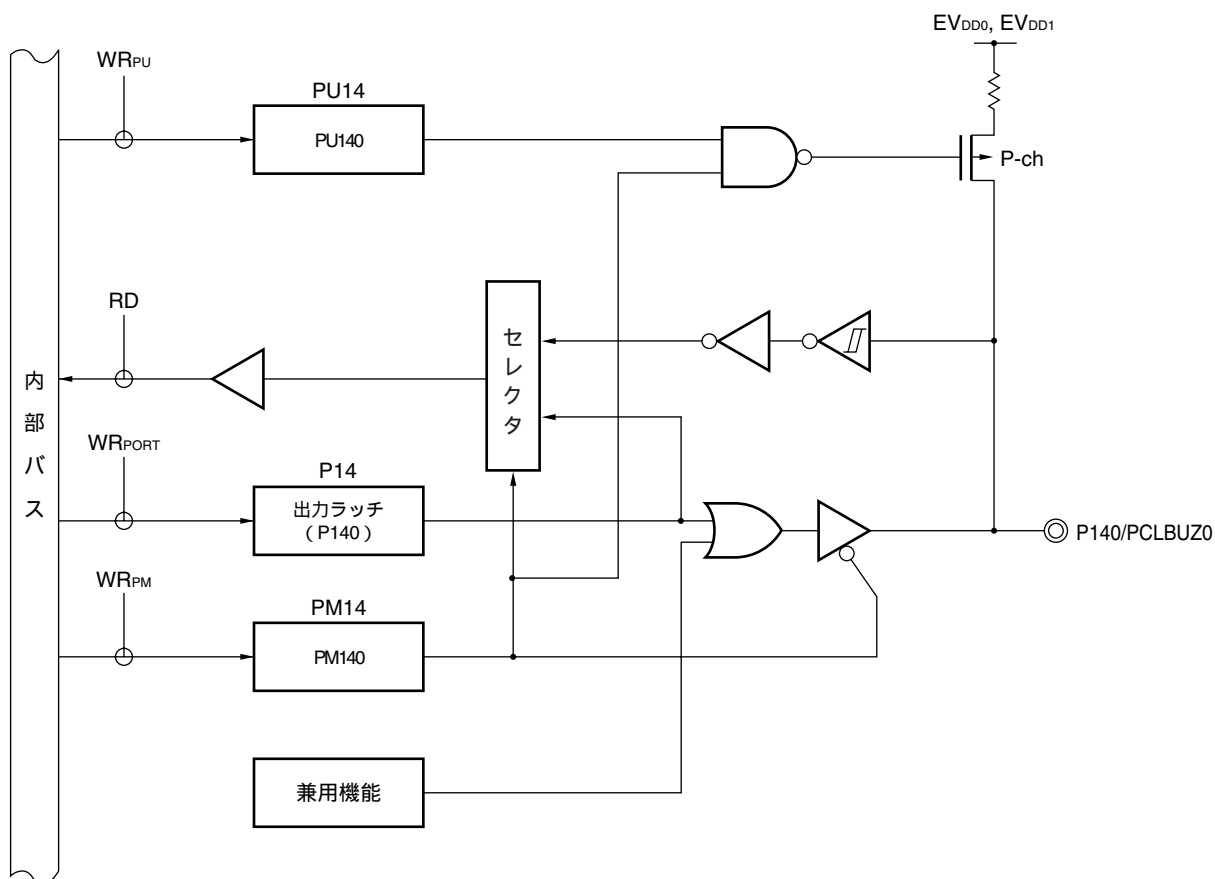 EVDD0, EVDD1
WRPU
PU14
PU140
P-ch
RD
セレクタ
内部バス
WRPORT
P14
出力ラッチ
(P140)
P140/PCLBUZ0
WRPM
PM14
PM140
兼用機能